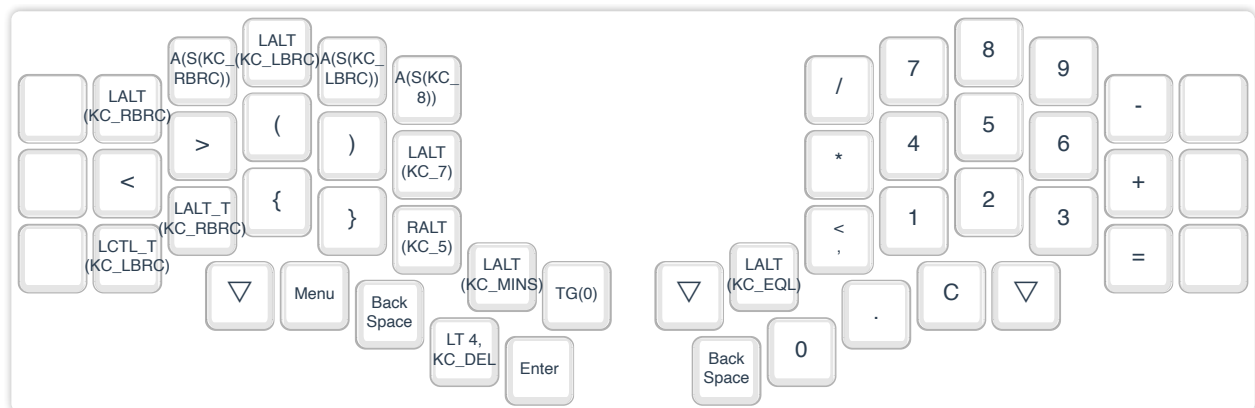 LALT
(KC_RBRC)
A(S(KC_
RBRC))
LALT
(KC_LBRC)
A(S(KC_
LBRC))
A(S(KC_
8))
/
7
8
9
-
<
>
(
)
LALT
(KC_7)
*
4
5
6
+
LCTL_T
(KC_LBRC)
LALT_T
(KC_RBRC)
{
}
RALT
(KC_5)
<
,
1
2
3
=
▽
Menu
Back
Space
LALT
(KC_MINS)
TG(0)
LT 4,
KC_DEL
Enter
▽
LALT
(KC_EQL)
.
C
▽
Back
Space
0